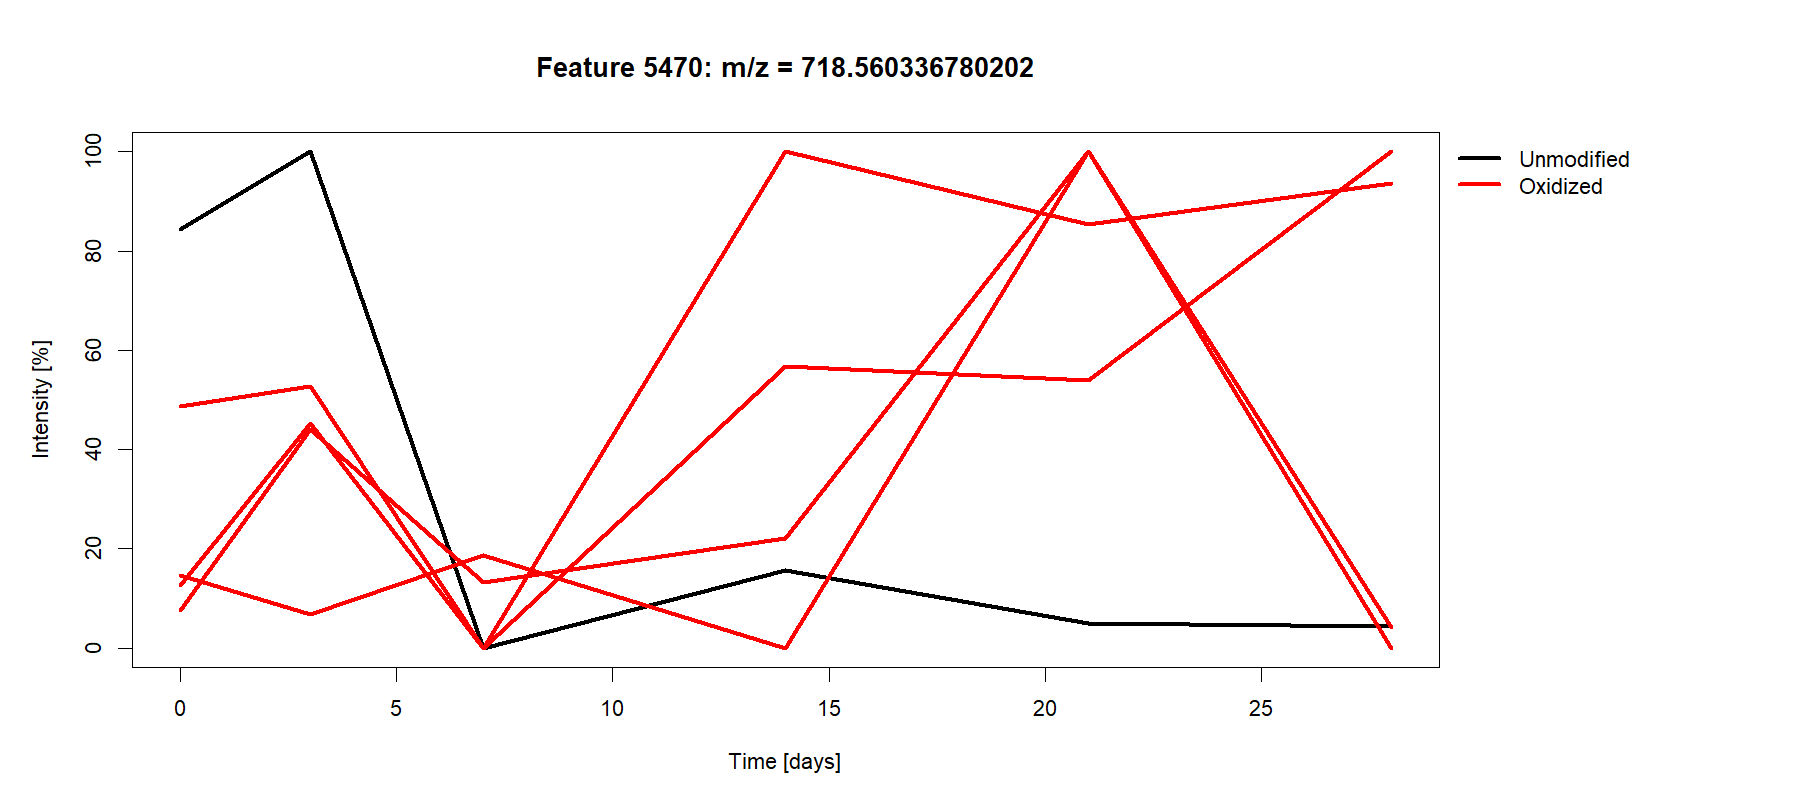 Feature 5470: m/z = 718.560336780202
Unmodified
Oxidized
Intensity [%]
100
80
60
40
20
0
0 5 10 15 20 25
Time [days]